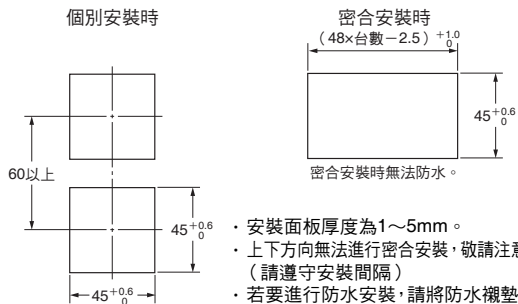 個別安裝時
密合安裝時
（48×台數－2.5）+1.0 0
45+0.6 0
密合安裝時無法防水。
60以上
45+0.6 0
45+0.6 0
・安裝面板厚度為1～5mm。
・上下方向無法進行密合安裝，敬請注意
（請遵守安裝間隔）
・若要進行防水安裝，請將防水襯墊